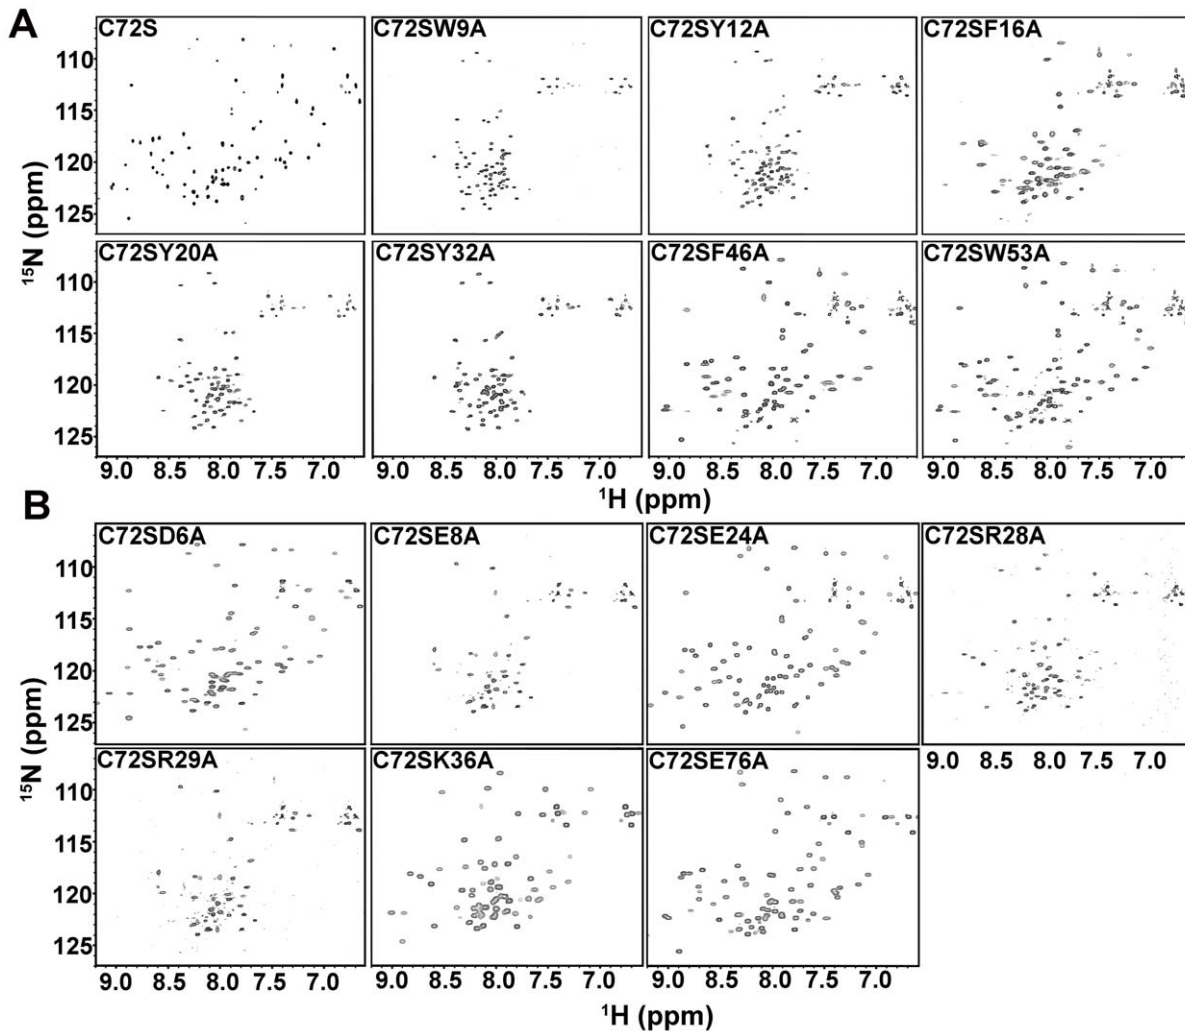 A
C72S
C72SW9A
C72SY12A
C72SF16A
110
115
120
125
¹⁵N (ppm)
C72SY20A
C72SY32A
C72SF46A
C72SW53A
110
115
120
125
9.0 8.5 8.0 7.5 7.0
9.0 8.5 8.0 7.5 7.0
9.0 8.5 8.0 7.5 7.0
9.0 8.5 8.0 7.5 7.0
¹H (ppm)
B
C72SD6A
C72SE8A
C72SE24A
C72SR28A
110
115
120
125
9.0 8.5 8.0 7.5 7.0
¹⁵N (ppm)
C72SR29A
C72SK36A
C72SE76A
110
115
120
125
9.0 8.5 8.0 7.5 7.0
9.0 8.5 8.0 7.5 7.0
9.0 8.5 8.0 7.5 7.0
¹H (ppm)